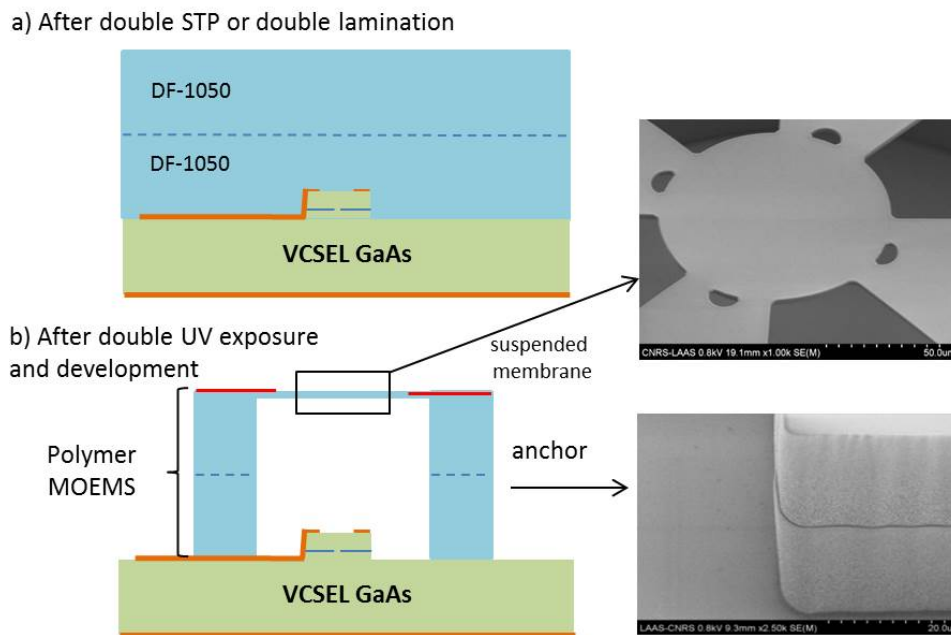 a) After double STP or double lamination
DF-1050
DF-1050
VCSEL GaAs
CNRS-LAAS 0.8kV 19.1mm x1.00k SE(M)
50.0um
b) After double UV exposure
and development
suspended
membrane
Polymer
MOEMS
anchor
VCSEL GaAs
LAAS-CNRS 0.8kV 9.3mm x2.50k SE(M)
20.0u